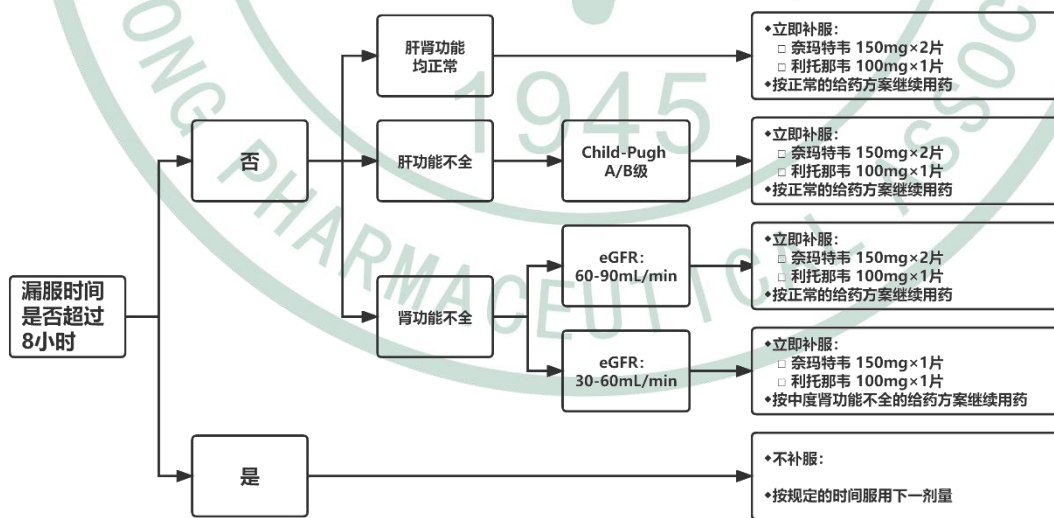 漏服时间
是否超过
8小时
否
是
肝肾功能
均正常
肝功能不全
肾功能不全
Child-Pugh
A/B级
eGFR:
60-90mL/min
eGFR:
30-60mL/min
◆立即补服：
□ 奈玛特韦 150mg×2片
□ 利托那韦 100mg×1片
◆按正常的给药方案继续用药
◆立即补服：
□ 奈玛特韦 150mg×2片
□ 利托那韦 100mg×1片
◆按正常的给药方案继续用药
◆立即补服：
□ 奈玛特韦 150mg×2片
□ 利托那韦 100mg×1片
◆按正常的给药方案继续用药
◆立即补服：
□ 奈玛特韦 150mg×1片
□ 利托那韦 100mg×1片
◆按中度肾功能不全的给药方案继续用药
◆不补服：
◆按规定的时间服用下一剂量
1945
ONG PHARMACEUTICAL ASSOC